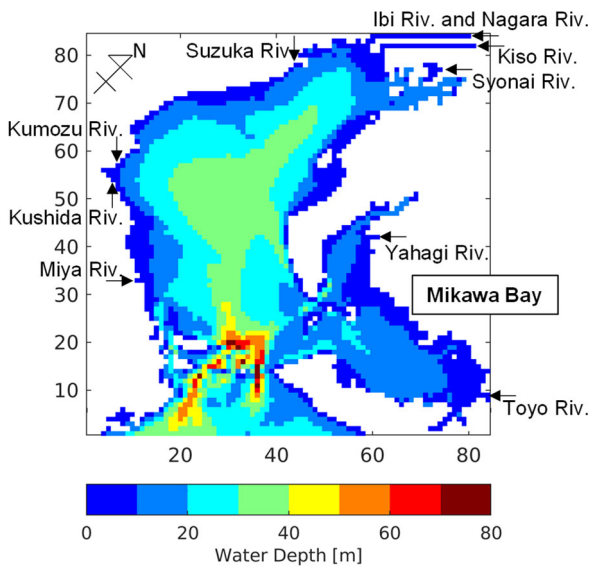 Ibi Riv. and Nagara Riv.
N
Suzuka Riv.
Kiso Riv.
Syonai Riv.
80
70
Kumozu Riv.
60
50
Kushida Riv.
40
Yahagi Riv.
Miya Riv.
30
Mikawa Bay
20
10
Toyo Riv.
20 40 60 80
0 20 40 60 80
Water Depth [m]